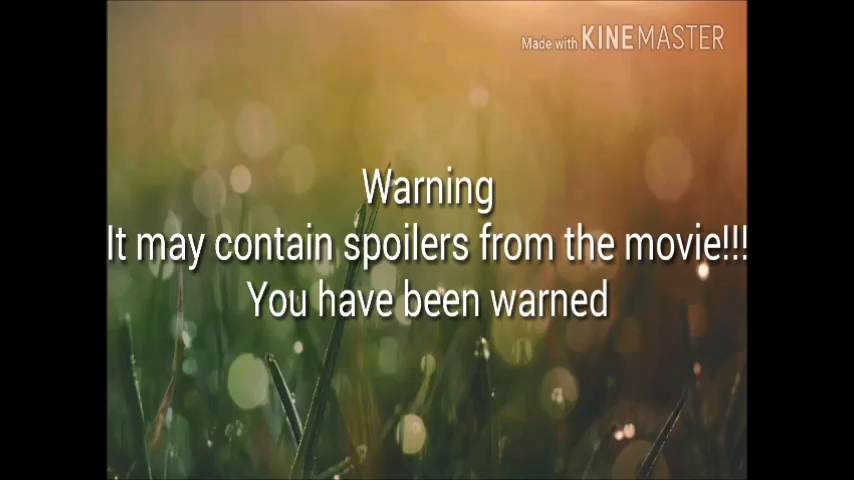 Made with KINEMASTER
Warning
It may contain spoilers from the movie!!!
You have been warned